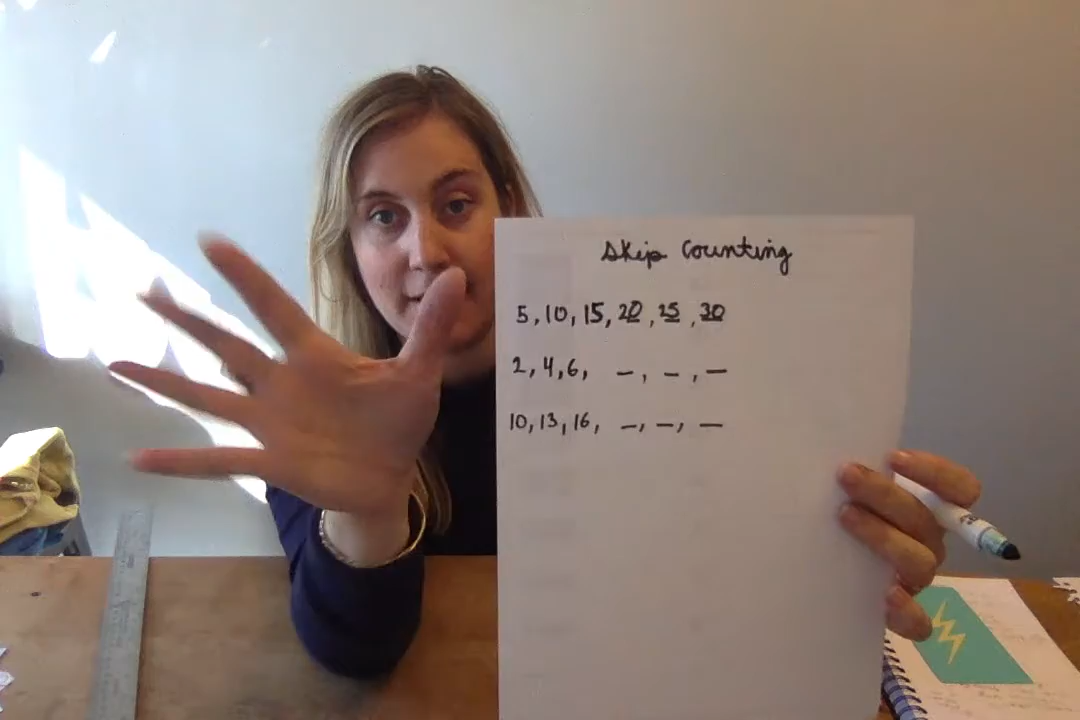 Skip Counting
5, 10, 15, 20, 25, 30
2, 4, 6, _, _, _
10, 13, 16, _, _, _